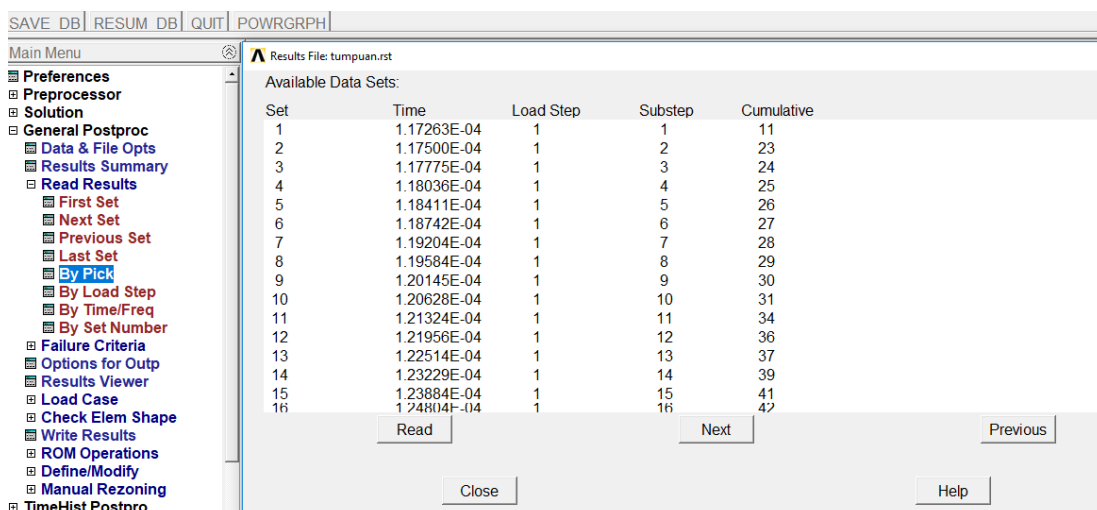 SAVE_DB RESUM_DB QUIT POWRGRPH
Main Menu
Preferences
Preprocessor
Solution
General Postproc
Data & File Opts
Results Summary
Read Results
First Set
Next Set
Previous Set
Last Set
By Pick
By Load Step
By Time/Freq
By Set Number
Failure Criteria
Options for Outp
Results Viewer
Load Case
Check Elem Shape
Write Results
ROM Operations
Define/Modify
Manual Rezoning
TimeHist Postpro
Results File: tumpuan.rst
Available Data Sets:
Set Time Load Step Substep Cumulative
1 1.17263E-04 1 1 11
2 1.17500E-04 1 2 23
3 1.17775E-04 1 3 24
4 1.18036E-04 1 4 25
5 1.18411E-04 1 5 26
6 1.18742E-04 1 6 27
7 1.19204E-04 1 7 28
8 1.19584E-04 1 8 29
9 1.20145E-04 1 9 30
10 1.20628E-04 1 10 31
11 1.21324E-04 1 11 34
12 1.21956E-04 1 12 36
13 1.22514E-04 1 13 37
14 1.23229E-04 1 14 39
15 1.23884E-04 1 15 41
16 1.24804E-04 1 16 42
Read Next Previous
Close Help